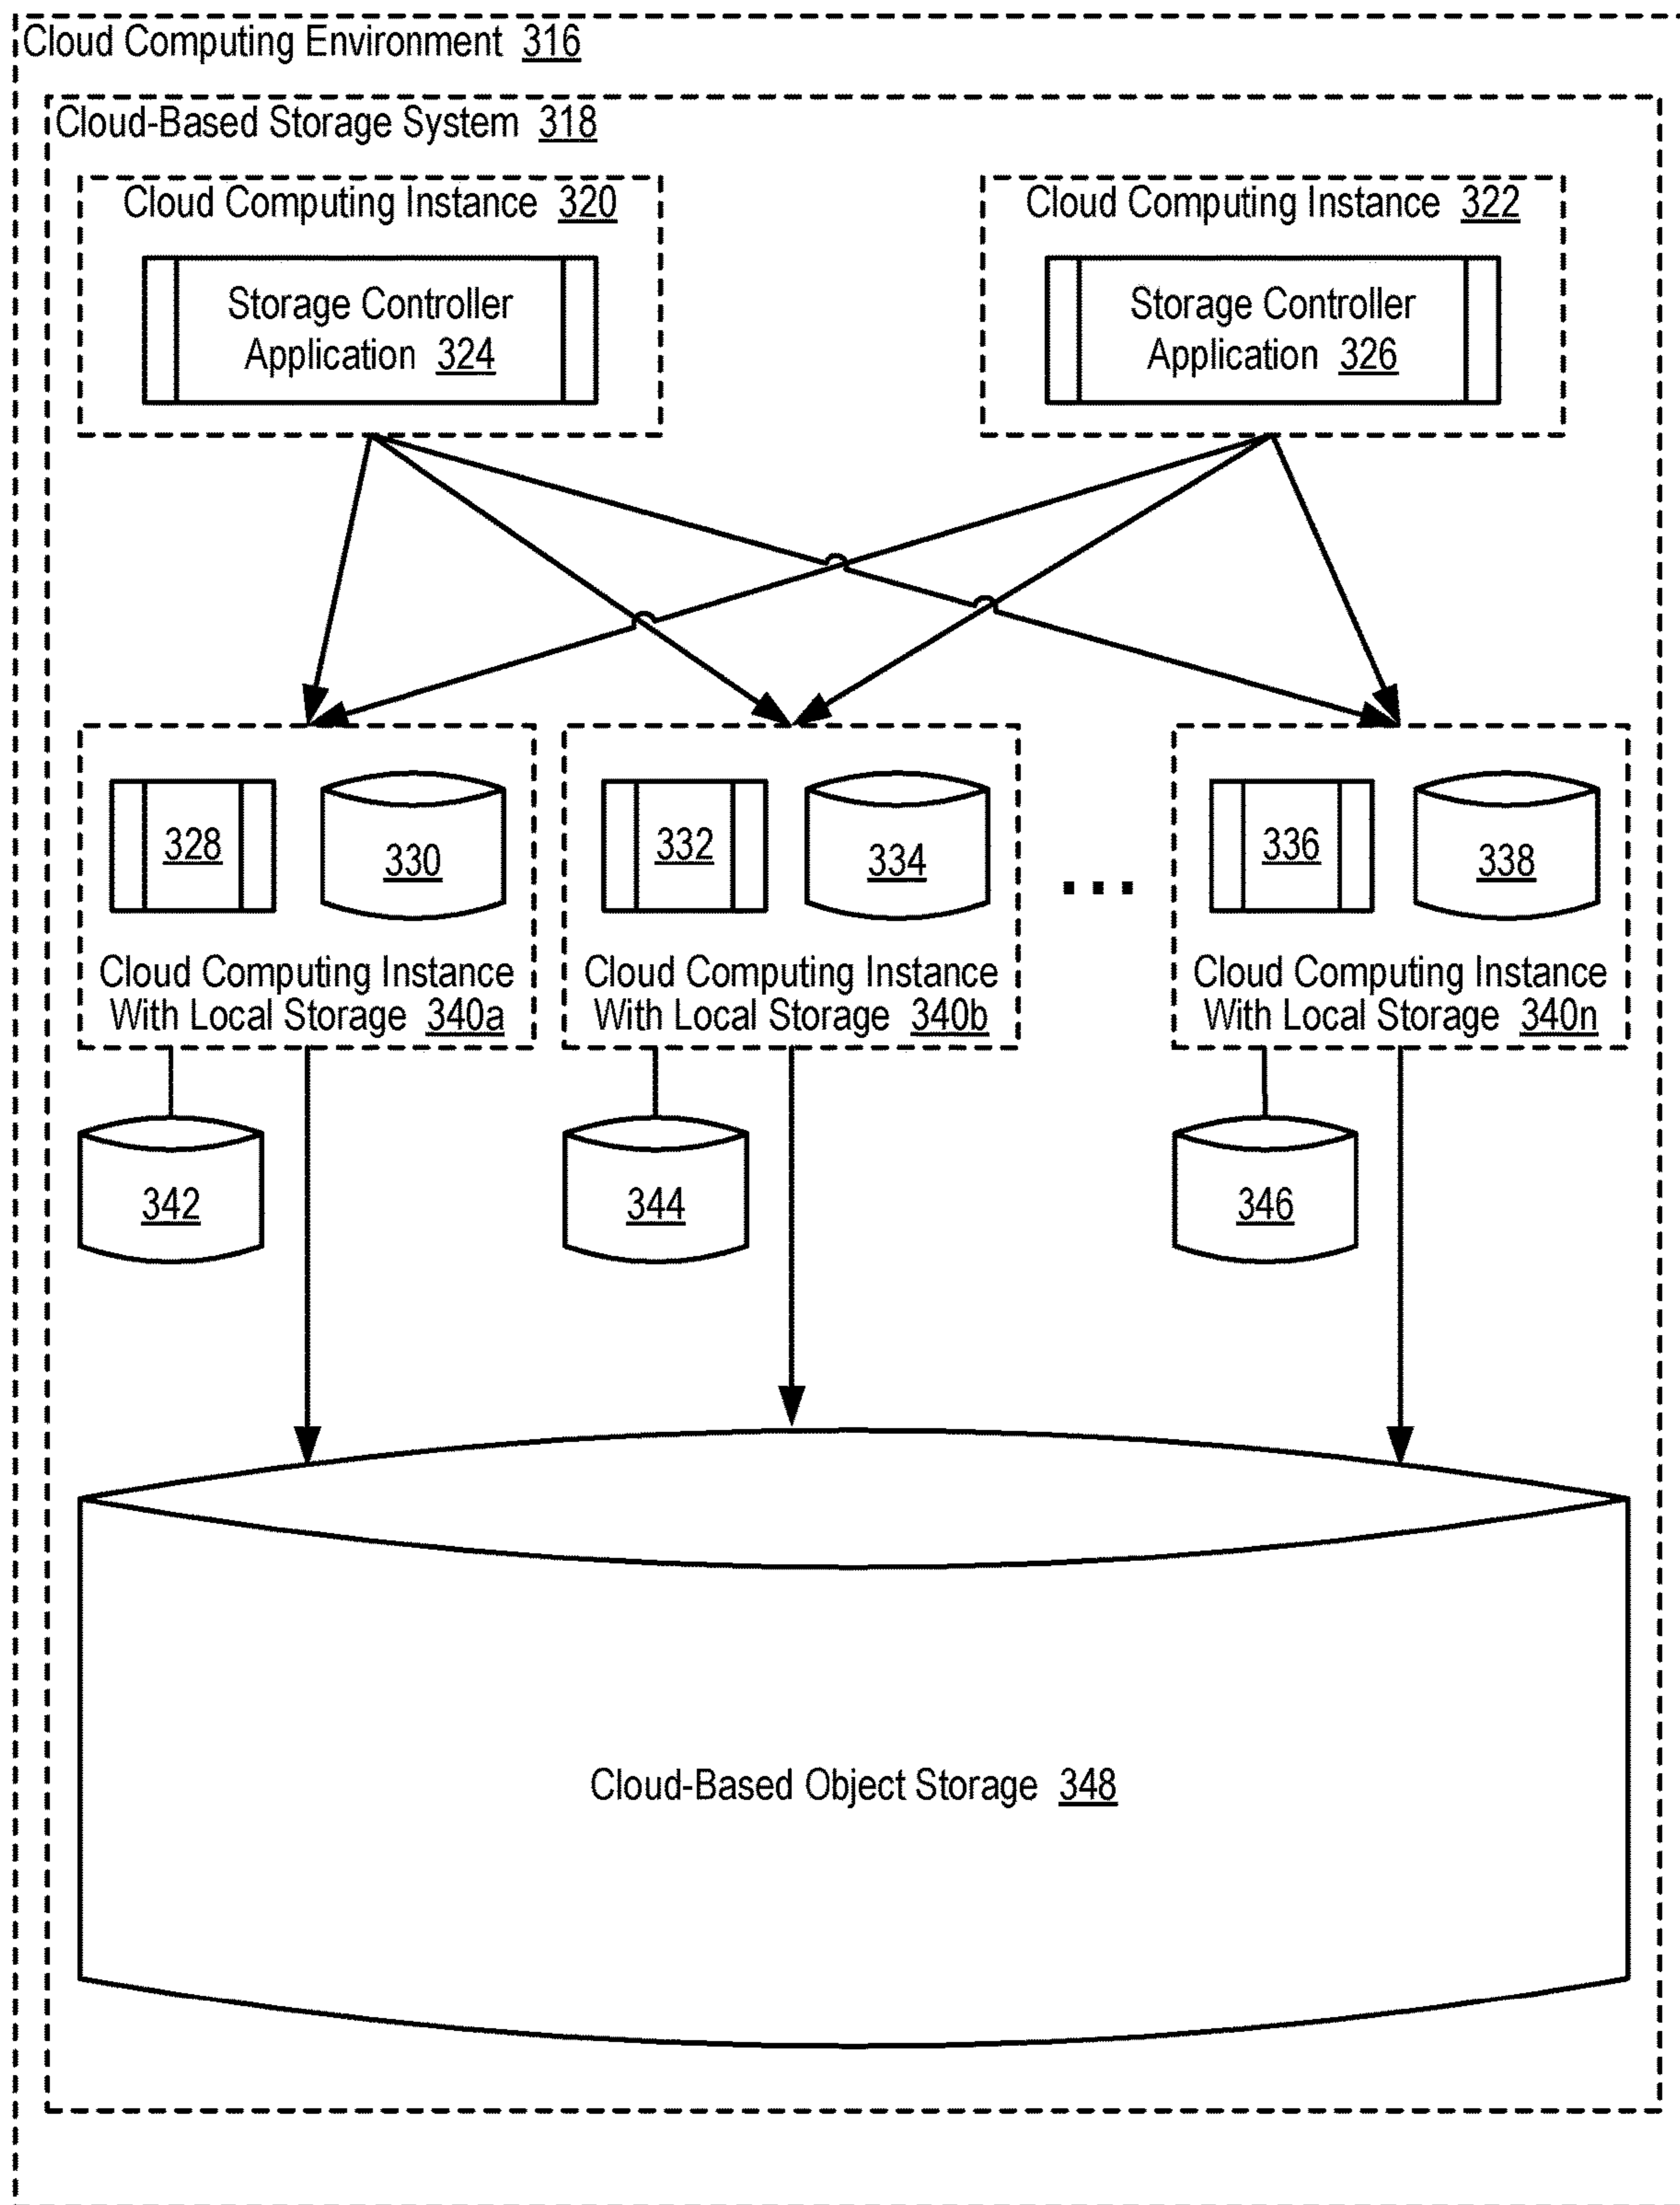 Cloud Computing Environment 316
Cloud-Based Storage System 318
Cloud Computing Instance 320
Storage Controller
Application 324
Cloud Computing Instance 322
Storage Controller
Application 326
328
330
Cloud Computing Instance
With Local Storage 340a
332
334
Cloud Computing Instance
With Local Storage 340b
...
336
338
Cloud Computing Instance
With Local Storage 340n
342
344
346
Cloud-Based Object Storage 348